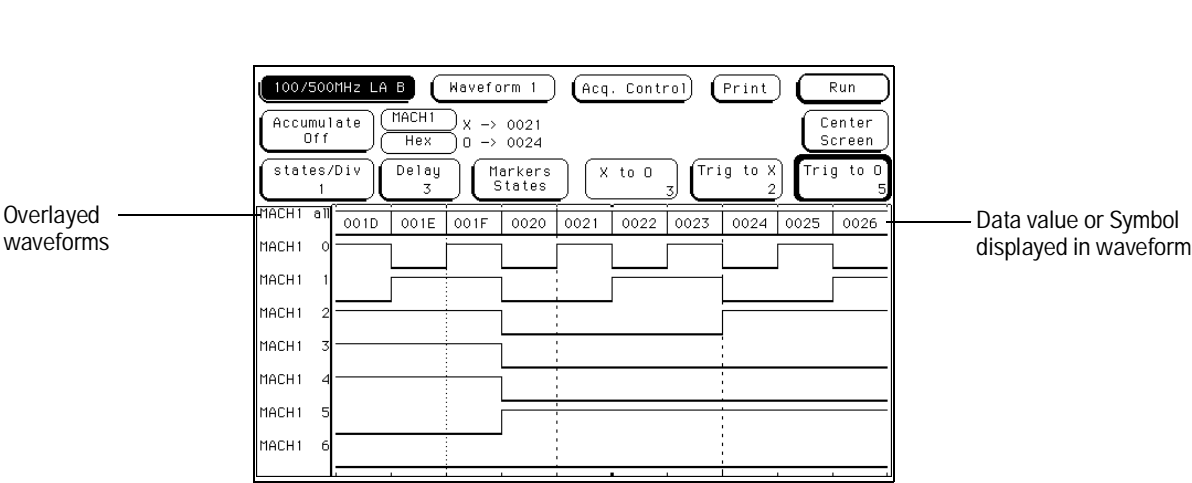 100/500MHz LA B Waveform 1 Acq. Control Print Run
Accumulate
Off
MACH1 X -> 0021
Hex O -> 0024
Center
Screen
states/Div
1
Delay
3
Markers
States
X to O
3
Trig to X
2
Trig to O
5
Overlayed
waveforms
MACH1 all 001D 001E 001F 0020 0021 0022 0023 0024 0025 0026
Data value or Symbol
displayed in waveform
MACH1 0
MACH1 1
MACH1 2
MACH1 3
MACH1 4
MACH1 5
MACH1 6